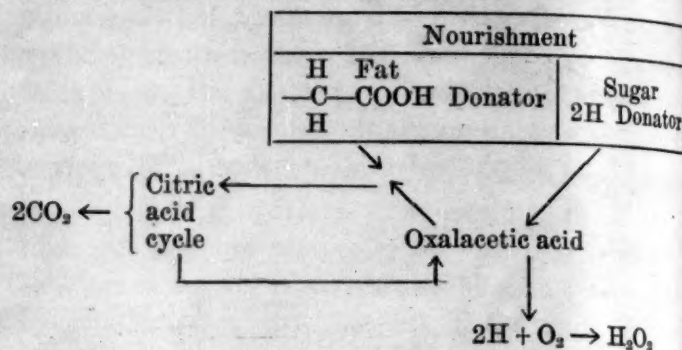 Nourishment
H Fat
—C—COOH Donator
H
Sugar
2H Donator
2CO₂ ← { Citric
acid
cycle
Oxalacetic acid
2H + O₂ → H₂O₂